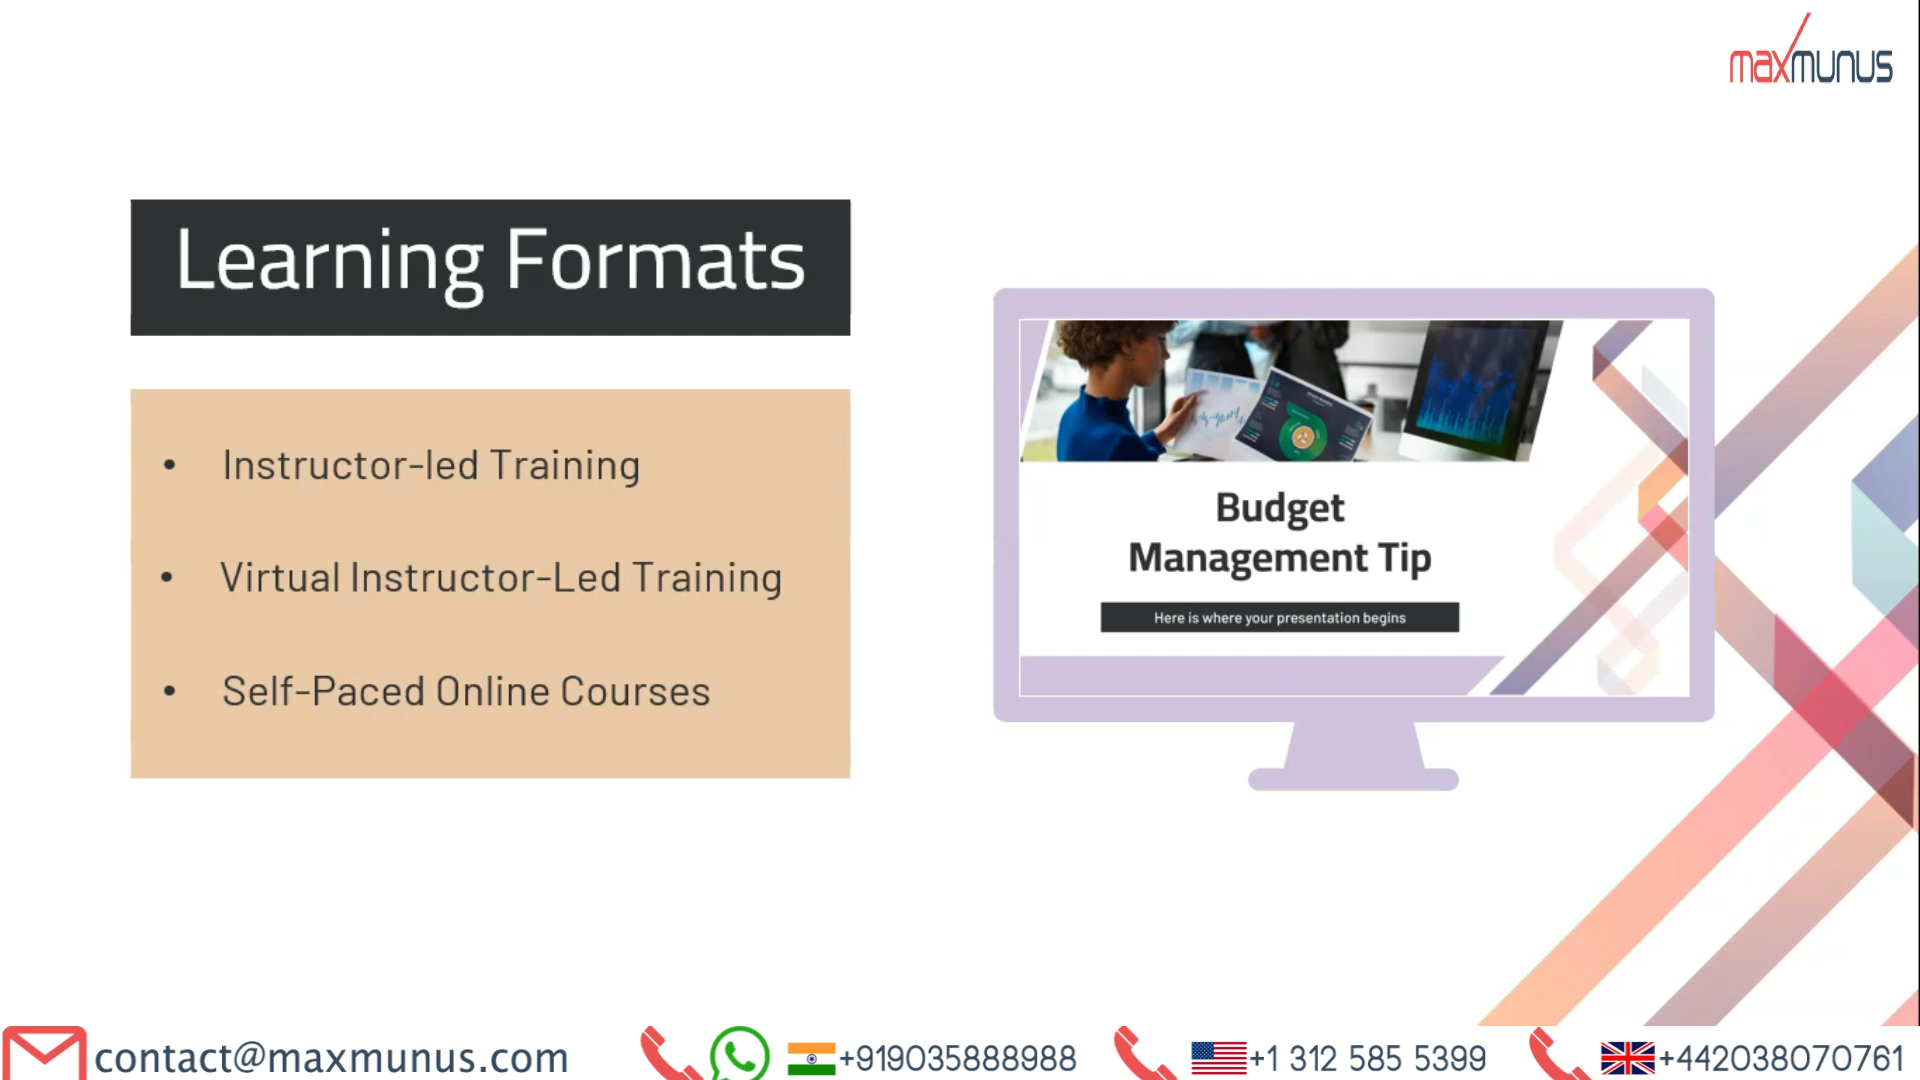 maxmunus
Learning Formats
• Instructor-led Training
• Virtual Instructor-Led Training
• Self-Paced Online Courses
Budget
Management Tip
Here is where your presentation begins
contact@maxmunus.com +919035888988 +1 312 585 5399 +442038070761